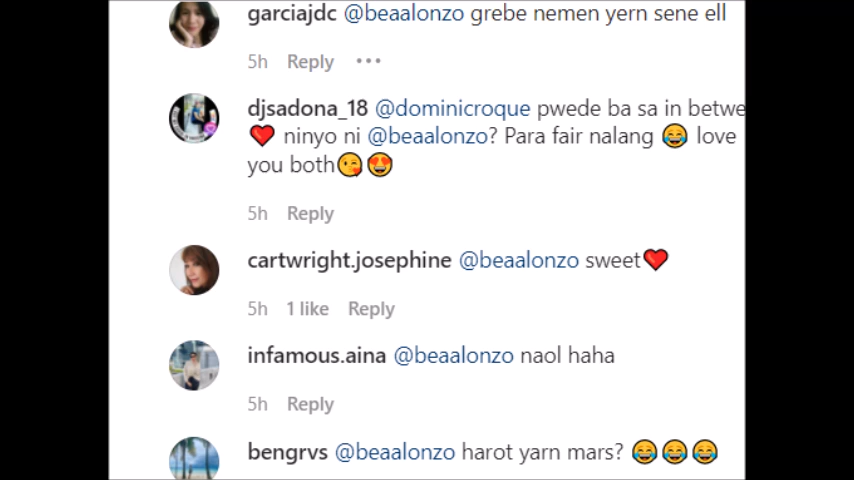 garciajdc @beaalonzo grebe nemen yern sene ell
5h Reply •••
djsadona_18 @dominicroque pwede ba sa in betwe
❤️ ninyo ni @beaalonzo? Para fair nalang 😂 love
you both😘😍
5h Reply
cartwright.josephine @beaalonzo sweet❤️
5h 1 like Reply
infamous.aina @beaalonzo naol haha
5h Reply
bengrvs @beaalonzo harot yarn mars? 😂😂😂